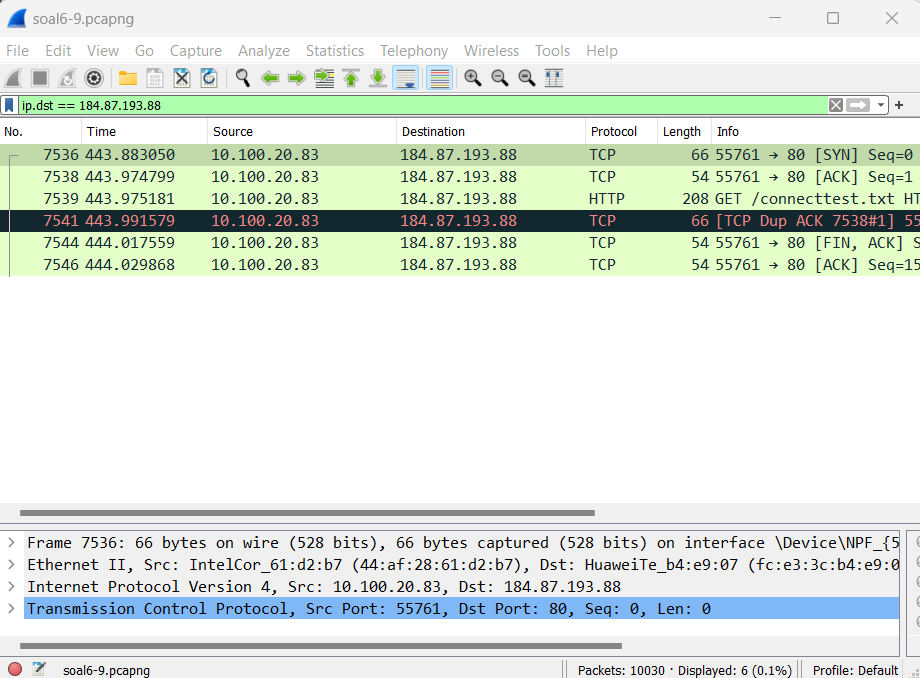 soal6-9.pcapng
File Edit View Go Capture Analyze Statistics Telephony Wireless Tools Help
ip.dst == 184.87.193.88
No. Time Source Destination Protocol Length Info
7536 443.883050 10.100.20.83 184.87.193.88 TCP 66 55761 → 80 [SYN] Seq=0
7538 443.974799 10.100.20.83 184.87.193.88 TCP 54 55761 → 80 [ACK] Seq=1
7539 443.975181 10.100.20.83 184.87.193.88 HTTP 208 GET /connecttest.txt HT
7541 443.991579 10.100.20.83 184.87.193.88 TCP 66 [TCP Dup ACK 7538#1] 55
7544 444.017559 10.100.20.83 184.87.193.88 TCP 54 55761 → 80 [FIN, ACK] S
7546 444.029868 10.100.20.83 184.87.193.88 TCP 54 55761 → 80 [ACK] Seq=15
Frame 7536: 66 bytes on wire (528 bits), 66 bytes captured (528 bits) on interface \Device\NPF_{5
Ethernet II, Src: IntelCor_61:d2:b7 (44:af:28:61:d2:b7), Dst: HuaweiTe_b4:e9:07 (fc:e3:3c:b4:e9:0
Internet Protocol Version 4, Src: 10.100.20.83, Dst: 184.87.193.88
Transmission Control Protocol, Src Port: 55761, Dst Port: 80, Seq: 0, Len: 0
soal6-9.pcapng
Packets: 10030 · Displayed: 6 (0.1%)
Profile: Default